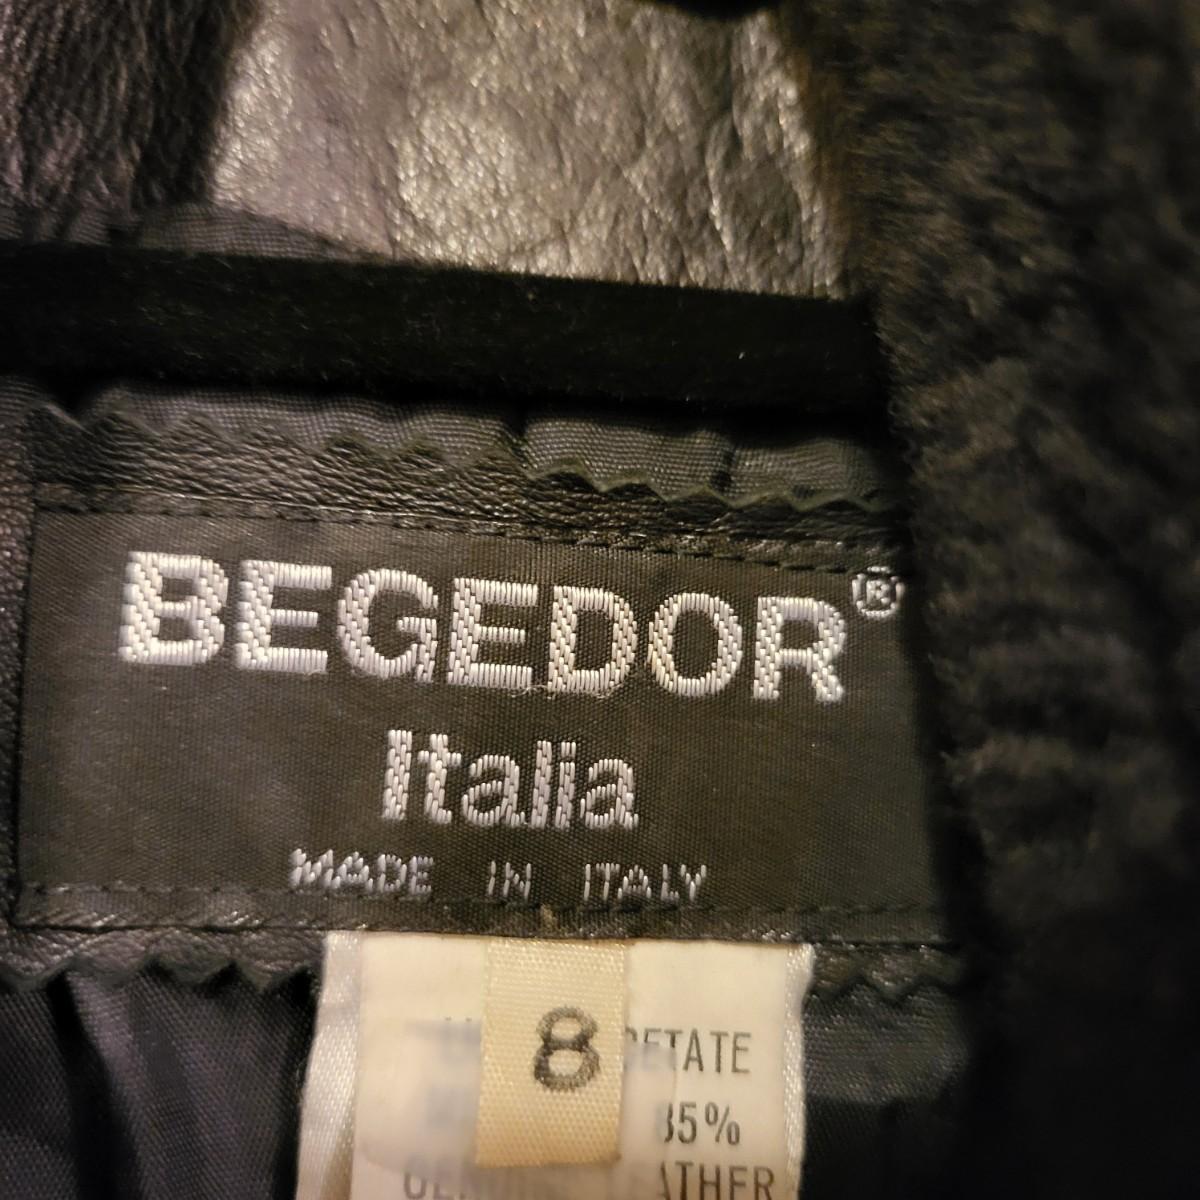 BEGEDOR®
Italia
MADE IN ITALY
8
35%